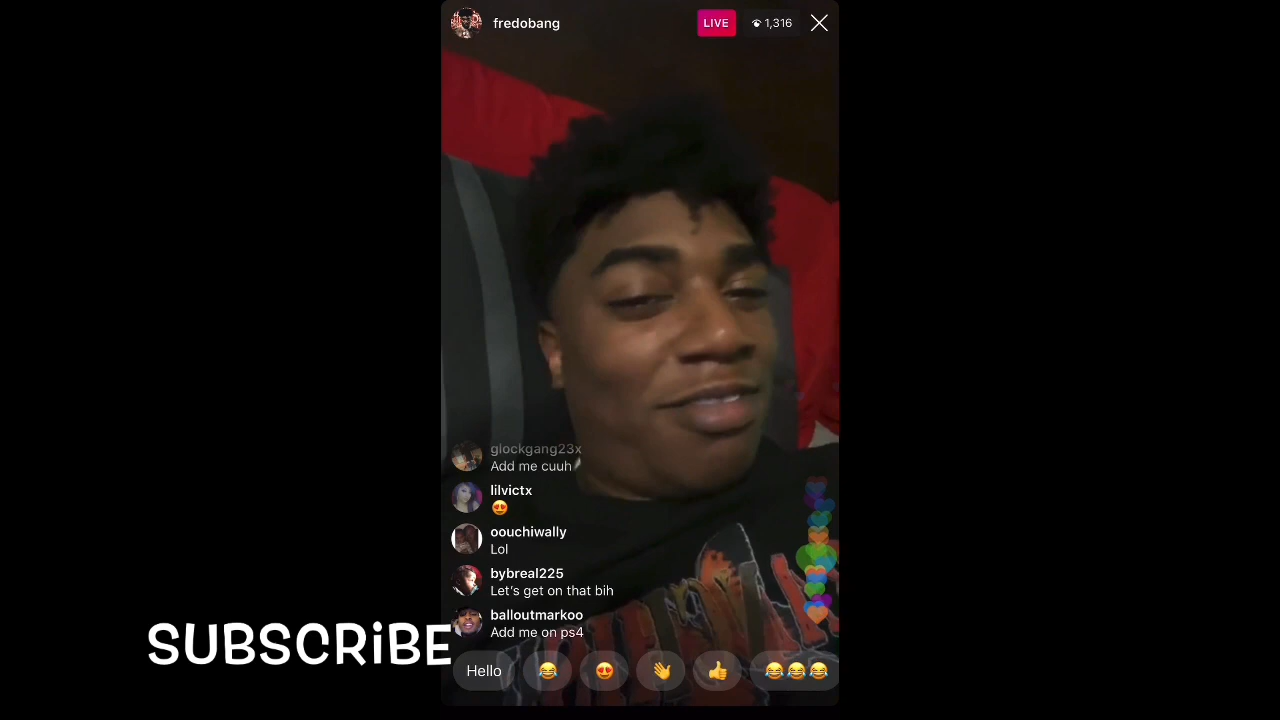 fredobang
LIVE
1,316
glockgang23x
Add me cuuh
lilvictx
😍
oouchiwally
Lol
bybreal225
Let's get on that bih
balloutmarkoo
Add me on ps4
SUBSCRiBE
Hello 😂 😍 👋 👍 😂😂😂